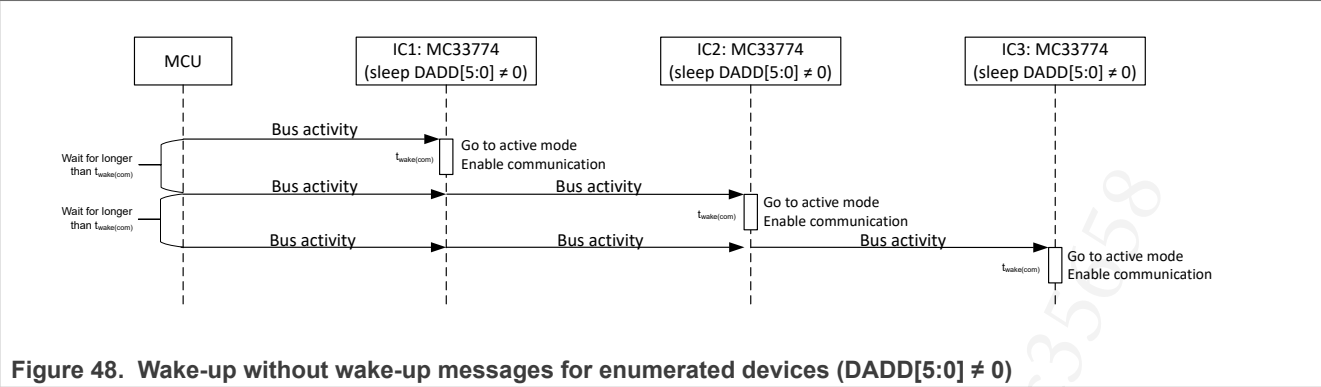 MCU
IC1: MC33774
(sleep DADD[5:0] ≠ 0)
IC2: MC33774
(sleep DADD[5:0] ≠ 0)
IC3: MC33774
(sleep DADD[5:0] ≠ 0)
Bus activity
Wait for longer
than twake(com)
twake(com)
Go to active mode
Enable communication
Bus activity
Bus activity
Wait for longer
than twake(com)
twake(com)
Go to active mode
Enable communication
Bus activity
Bus activity
Bus activity
twake(com)
Go to active mode
Enable communication
Figure 48. Wake-up without wake-up messages for enumerated devices (DADD[5:0] ≠ 0)